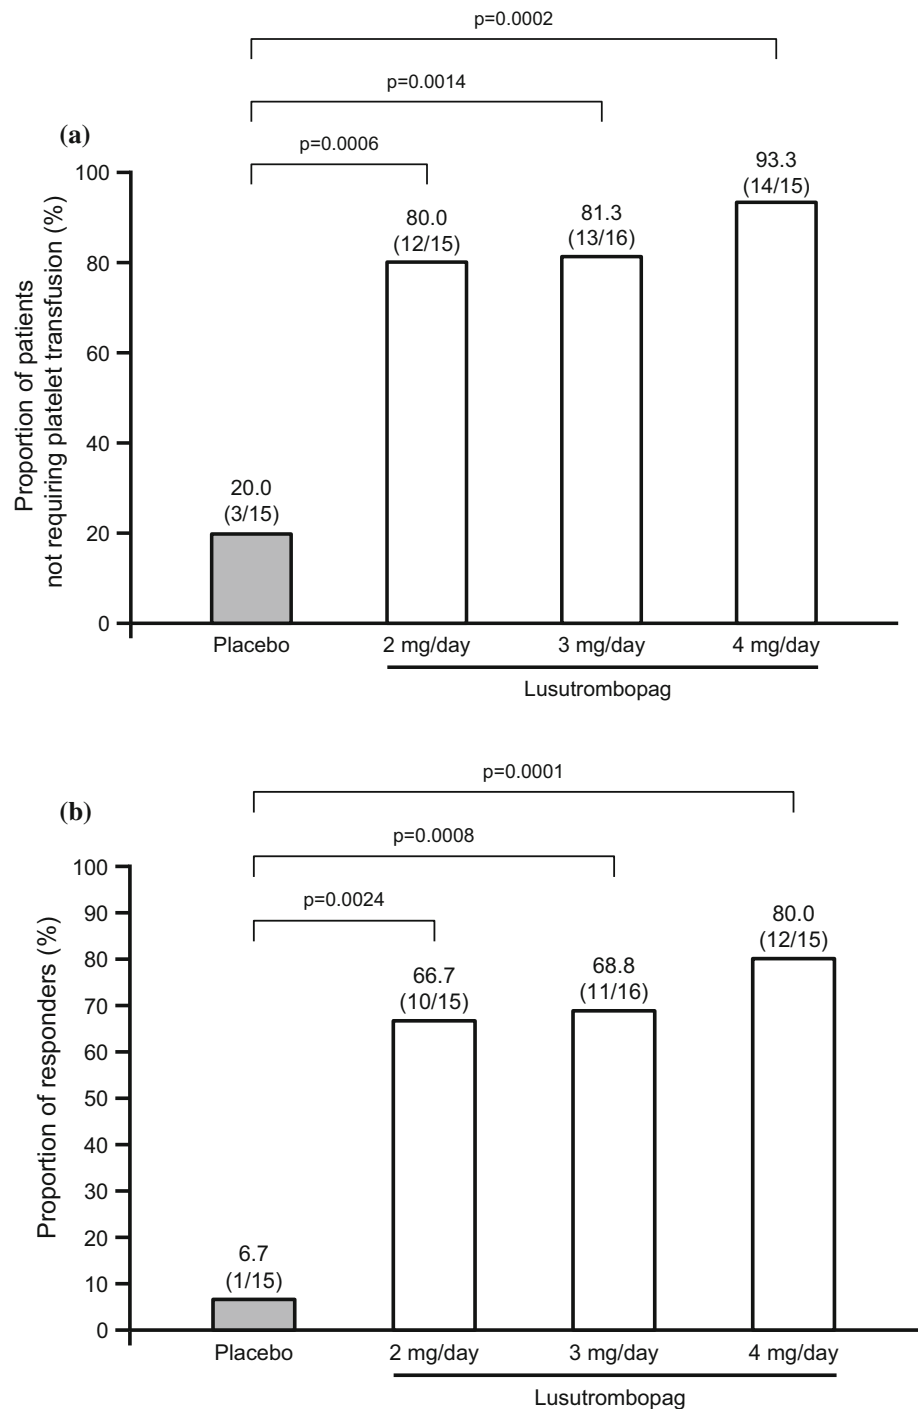 p=0.0002
p=0.0014
(a)
p=0.0006
Proportion of patients
not requiring platelet transfusion (%)
100
80
60
40
20
0
20.0
(3/15)
80.0
(12/15)
81.3
(13/16)
93.3
(14/15)
Placebo
2 mg/day
3 mg/day
4 mg/day
Lusutrombopag
p=0.0001
(b)
p=0.0008
p=0.0024
Proportion of responders (%)
100
90
80
70
60
50
40
30
20
10
0
6.7
(1/15)
66.7
(10/15)
68.8
(11/16)
80.0
(12/15)
Placebo
2 mg/day
3 mg/day
4 mg/day
Lusutrombopag